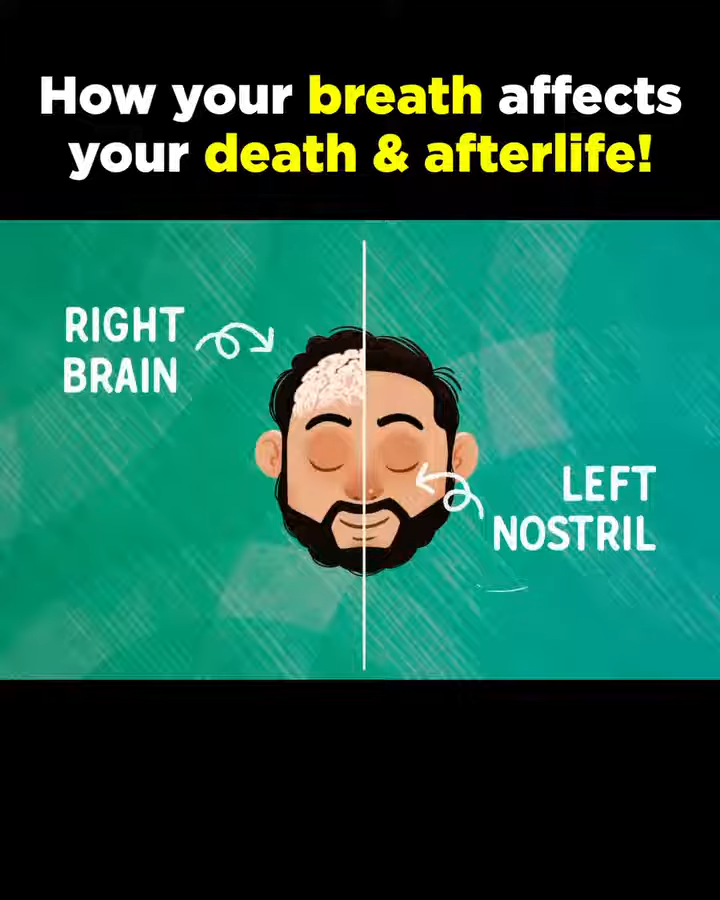 How your breath affects
your death & afterlife!
RIGHT
BRAIN
LEFT
NOSTRIL